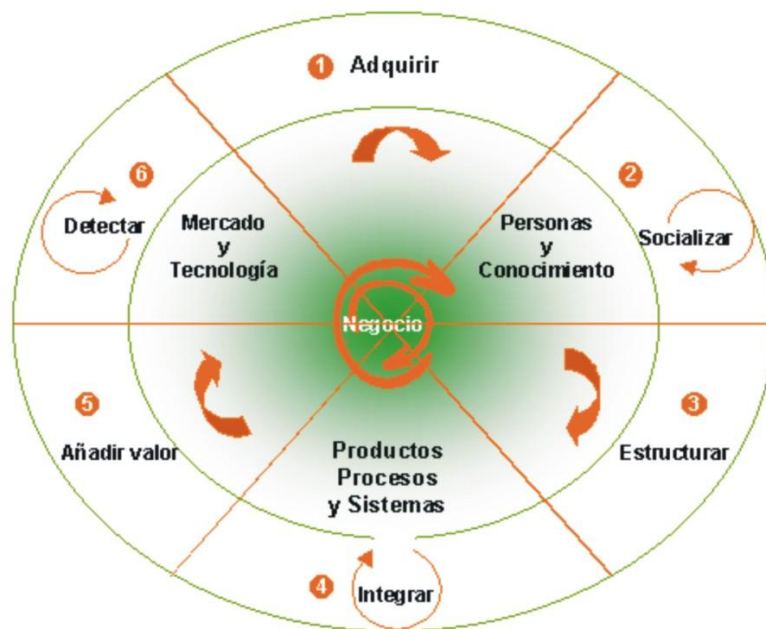 1 Adquirir
2
Socializar
3
Estructurar
4 Integrar
5
Añadir valor
6
Detectar
Mercado
y
Tecnología
Personas
y
Conocimiento
Negocio
Productos
Procesos
y Sistemas